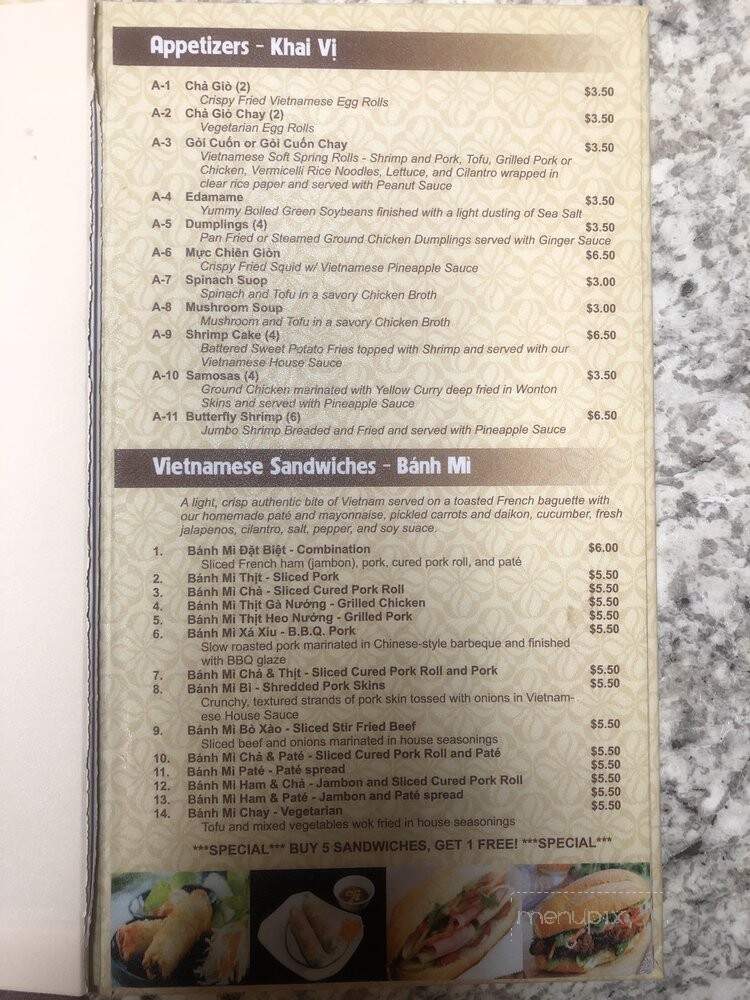 Appetizers - Khai Vị
A-1 Chả Giò (2) $3.50
Crispy Fried Vietnamese Egg Rolls
A-2 Chả Giò Chay (2) $3.50
Vegetarian Egg Rolls
A-3 Gỏi Cuốn or Gỏi Cuốn Chay $3.50
Vietnamese Soft Spring Rolls - Shrimp and Pork, Tofu, Grilled Pork or
Chicken, Vermicelli Rice Noodles, Lettuce, and Cilantro wrapped in
clear rice paper and served with Peanut Sauce
A-4 Edamame $3.50
Yummy Boiled Green Soybeans finished with a light dusting of Sea Salt
A-5 Dumplings (4) $3.50
Pan Fried or Steamed Ground Chicken Dumplings served with Ginger Sauce
A-6 Mực Chiên Giòn $6.50
Crispy Fried Squid w/ Vietnamese Pineapple Sauce
A-7 Spinach Suop $3.00
Spinach and Tofu in a savory Chicken Broth
A-8 Mushroom Soup $3.00
Mushroom and Tofu in a savory Chicken Broth
A-9 Shrimp Cake (4) $6.50
Battered Sweet Potato Fries topped with Shrimp and served with our
Vietnamese House Sauce
A-10 Samosas (4) $3.50
Ground Chicken marinated with Yellow Curry deep fried in Wonton
Skins and served with Pineapple Sauce
A-11 Butterfly Shrimp (6) $6.50
Jumbo Shrimp Breaded and Fried and served with Pineapple Sauce
Vietnamese Sandwiches - Bánh Mì
A light, crisp authentic bite of Vietnam served on a toasted French baguette with
our homemade paté and mayonnaise, pickled carrots and daikon, cucumber, fresh
jalapenos, cilantro, salt, pepper, and soy suace.
1. Bánh Mì Đặt Biệt - Combination $6.00
Sliced French ham (jambon), pork, cured pork roll, and paté
2. Bánh Mì Thịt - Sliced Pork $5.50
3. Bánh Mì Chả - Sliced Cured Pork Roll $5.50
4. Bánh Mì Thịt Gà Nướng - Grilled Chicken $5.50
5. Bánh Mì Thịt Heo Nướng - Grilled Pork $5.50
6. Bánh Mì Xá Xíu - B.B.Q. Pork $5.50
Slow roasted pork marinated in Chinese-style barbeque and finished
with BBQ glaze
7. Bánh Mì Chả & Thịt - Sliced Cured Pork Roll and Pork $5.50
8. Bánh Mì Bì - Shredded Pork Skins $5.50
Crunchy, textured strands of pork skin tossed with onions in Vietnam-
ese House Sauce
9. Bánh Mì Bò Xào - Sliced Stir Fried Beef $5.50
Sliced beef and onions marinated in house seasonings
10. Bánh Mì Chả & Paté - Sliced Cured Pork Roll and Paté $5.50
11. Bánh Mì Paté - Paté spread $5.50
12. Bánh Mì Ham & Chả - Jambon and Sliced Cured Pork Roll $5.50
13. Bánh Mì Ham & Paté - Jambon and Paté spread $5.50
14. Bánh Mì Chay - Vegetarian $5.50
Tofu and mixed vegetables wok fried in house seasonings
***SPECIAL*** BUY 5 SANDWICHES, GET 1 FREE! ***SPECIAL***
menupix